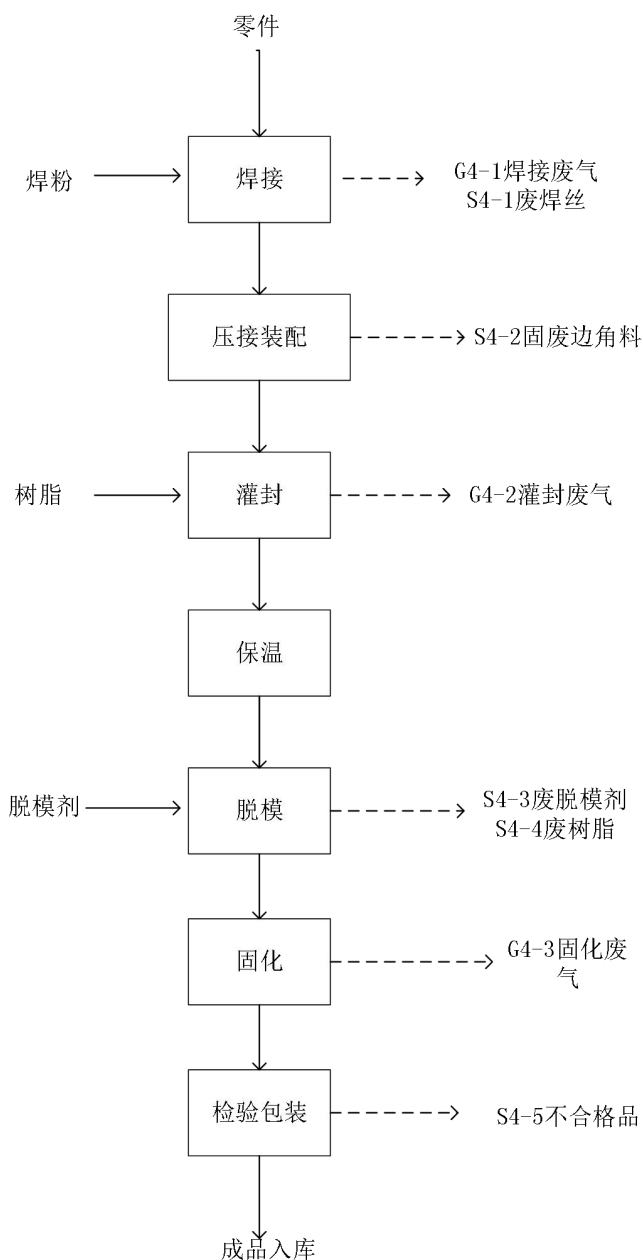 零件
焊粉
焊接
G4-1焊接废气
S4-1废焊丝
压接装配
S4-2固废边角料
树脂
灌封
G4-2灌封废气
保温
脱模剂
脱模
S4-3废脱模剂
S4-4废树脂
固化
G4-3固化废
气
检验包装
S4-5不合格品
成品入库